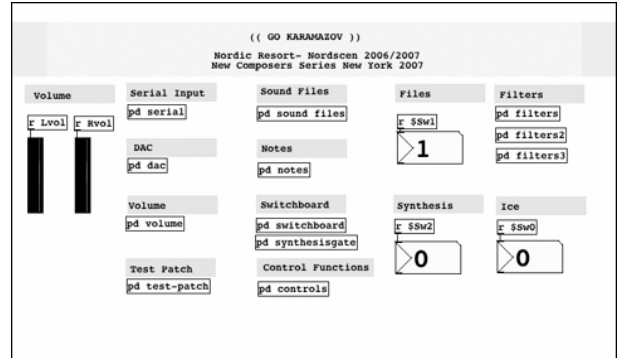 (( GO KARAMAZOV ))
Nordic Resort- Nordscen 2006/2007
New Composers Series New York 2007
Volume
r Lvol
r Rvol
Serial Input
pd serial
DAC
pd dac
Volume
pd volume
Test Patch
pd test-patch
Sound Files
pd sound files
Notes
pd notes
Switchboard
pd switchboard
pd synthesisgate
Control Functions
pd controls
Files
r $Sw1
1
Synthesis
r $Sw2
0
Filters
pd filters
pd filters2
pd filters3
Ice
r $Sw0
0